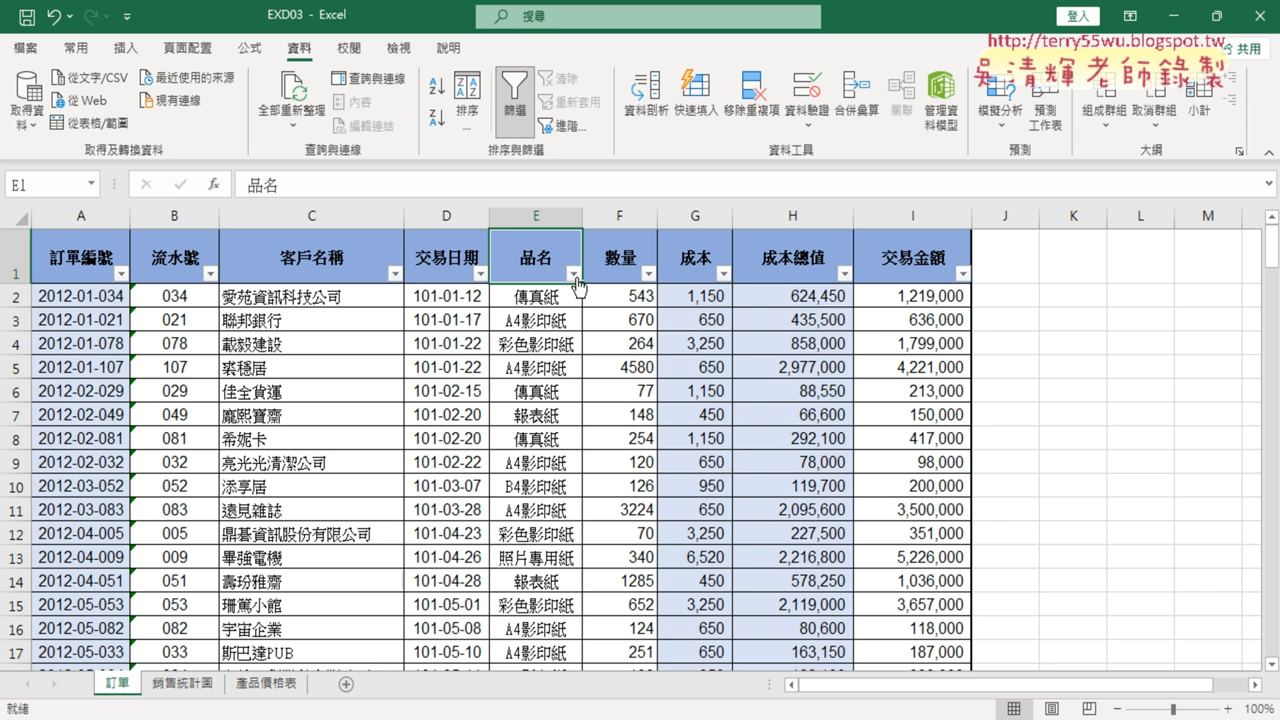 EXD03 - Excel
搜尋
登入
檔案 常用 插入 頁面配置 公式 資料 校閱 檢視 說明
共用
http://terry55wu.blogspot.tw
吳清輝老師錄製
取得資料
從文字/CSV
從 Web
從表格/範圍
最近使用的來源
現有連線
取得及轉換資料
全部重新整理
查詢與連線
內容
編輯連結
查詢與連線
排序...
篩選
清除
重新套用
進階...
排序與篩選
資料剖析 快速填入 移除重複項 資料驗證 合併彙算 關聯 管理資料模型
資料工具
模擬分析 預測工作表
預測
組成群組 取消群組 小計
大綱
E1 fx 品名
A B C D E F G H I J K L M
1 訂單編號 流水號 客戶名稱 交易日期 品名 數量 成本 成本總值 交易金額
2 2012-01-034 034 愛苑資訊科技公司 101-01-12 傳真紙 543 1,150 624,450 1,219,000
3 2012-01-021 021 聯邦銀行 101-01-17 A4影印紙 670 650 435,500 636,000
4 2012-01-078 078 載毅建設 101-01-22 彩色影印紙 264 3,250 858,000 1,799,000
5 2012-01-107 107 裘穩居 101-01-22 A4影印紙 4580 650 2,977,000 4,221,000
6 2012-02-029 029 佳全貨運 101-02-15 傳真紙 77 1,150 88,550 213,000
7 2012-02-049 049 龐熙寶齋 101-02-20 報表紙 148 450 66,600 150,000
8 2012-02-081 081 希妮卡 101-02-20 傳真紙 254 1,150 292,100 417,000
9 2012-02-032 032 亮光光清潔公司 101-02-22 A4影印紙 120 650 78,000 98,000
10 2012-03-052 052 添享居 101-03-07 B4影印紙 126 950 119,700 200,000
11 2012-03-083 083 遠見雜誌 101-03-28 A4影印紙 3224 650 2,095,600 3,500,000
12 2012-04-005 005 鼎碁資訊股份有限公司 101-04-23 彩色影印紙 70 3,250 227,500 351,000
13 2012-04-009 009 畢強電機 101-04-26 照片專用紙 340 6,520 2,216,800 5,226,000
14 2012-04-051 051 壽玢雅齋 101-04-28 報表紙 1285 450 578,250 1,036,000
15 2012-05-053 053 珊篤小館 101-05-01 彩色影印紙 652 3,250 2,119,000 3,657,000
16 2012-05-082 082 宇宙企業 101-05-08 A4影印紙 124 650 80,600 118,000
17 2012-05-033 033 斯巴達PUB 101-05-10 A4影印紙 251 650 163,150 187,000
訂單 銷售統計圖 產品價格表
就緒
100%